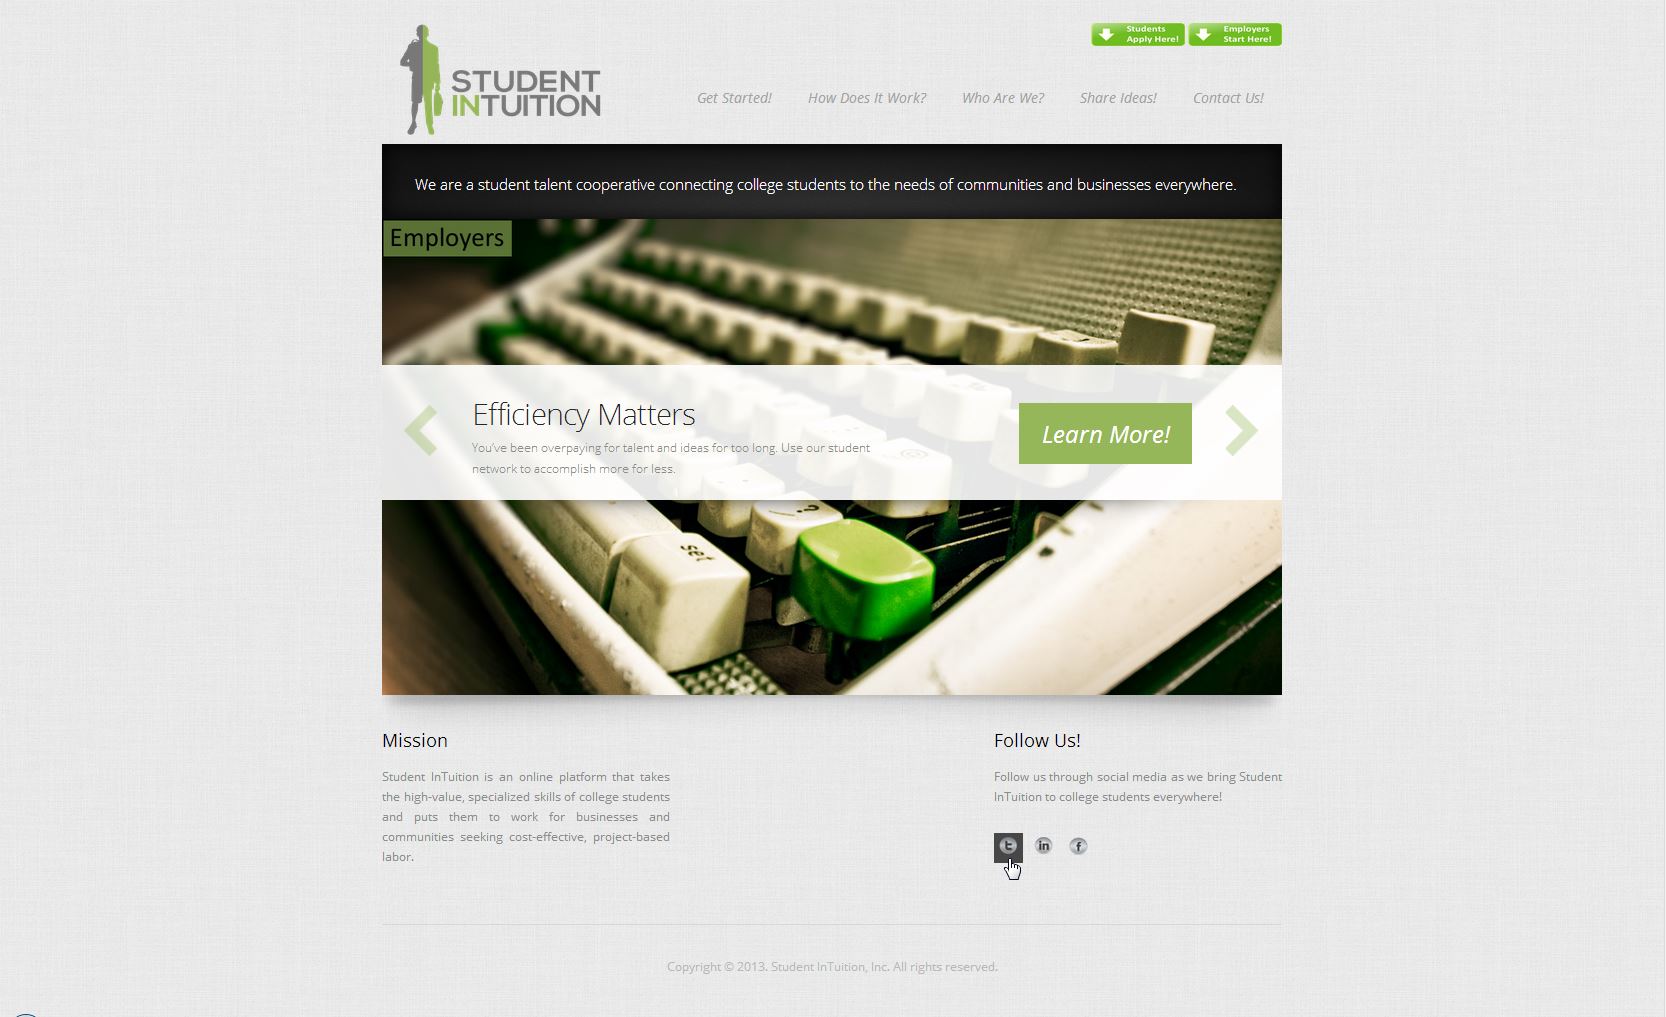 Students
Apply Here!
Employers
Start Here!
STUDENT
INTUITION
Get Started!
How Does It Work?
Who Are We?
Share Ideas!
Contact Us!
We are a student talent cooperative connecting college students to the needs of communities and businesses everywhere.
Employers
Efficiency Matters
You've been overpaying for talent and ideas for too long. Use our student
network to accomplish more for less.
Learn More!
set
Mission
Student InTuition is an online platform that takes
the high-value, specialized skills of college students
and puts them to work for businesses and
communities seeking cost-effective, project-based
labor.
Follow Us!
Follow us through social media as we bring Student
InTuition to college students everywhere!
t
in
f
Copyright © 2013. Student InTuition, Inc. All rights reserved.